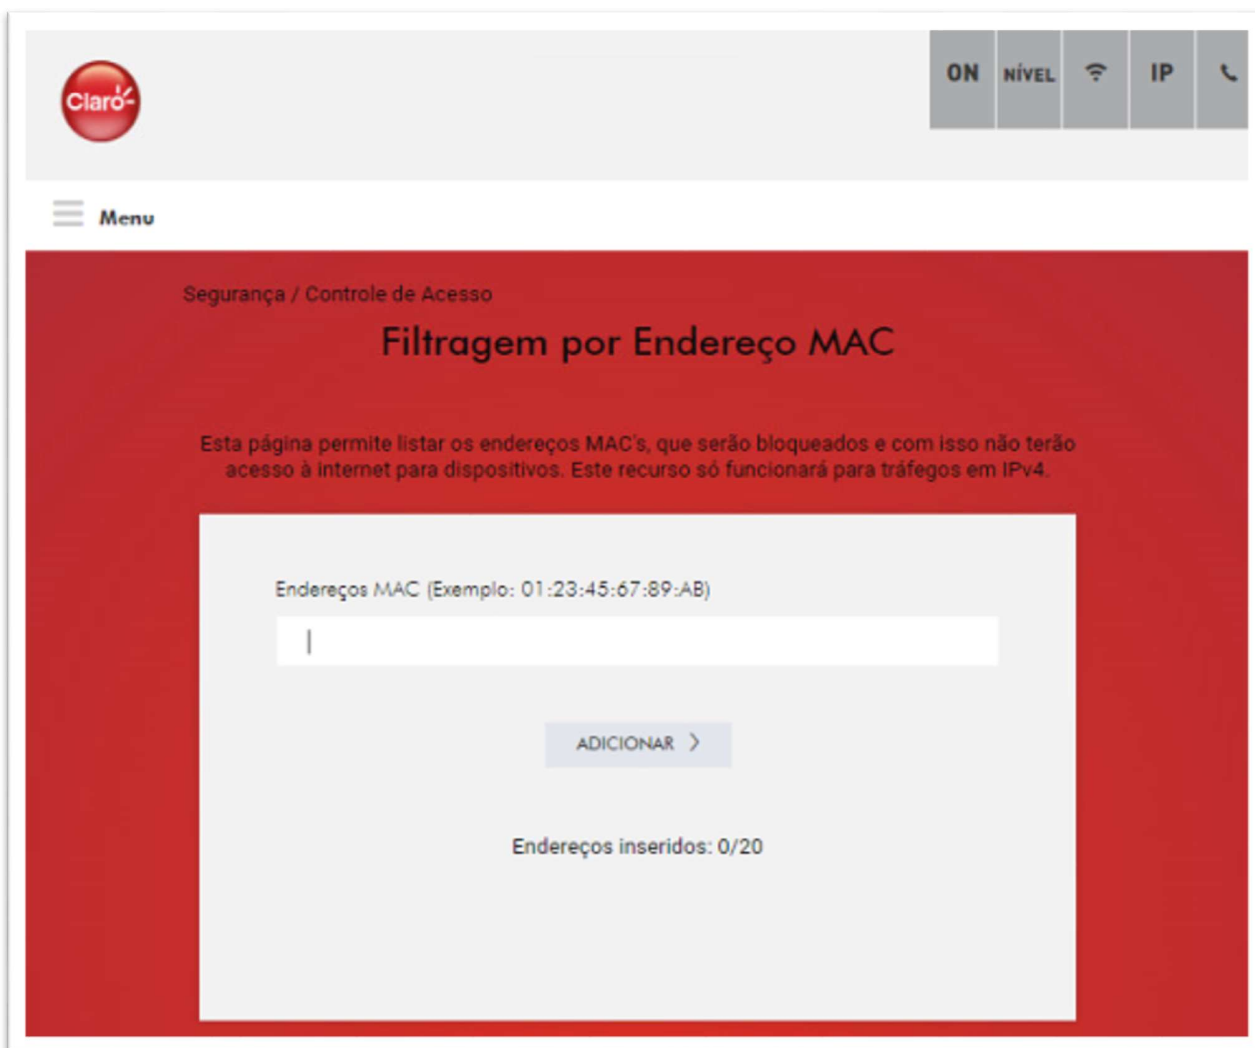 Claro
ON NÍVEL IP
Menu
Segurança / Controle de Acesso
Filtragem por Endereço MAC
Esta página permite listar os endereços MAC's, que serão bloqueados e com isso não terão
acesso à internet para dispositivos. Este recurso só funcionará para tráfegos em IPv4.
Endereços MAC (Exemplo: 01:23:45:67:89:AB)
ADICIONAR
Endereços inseridos: 0/20